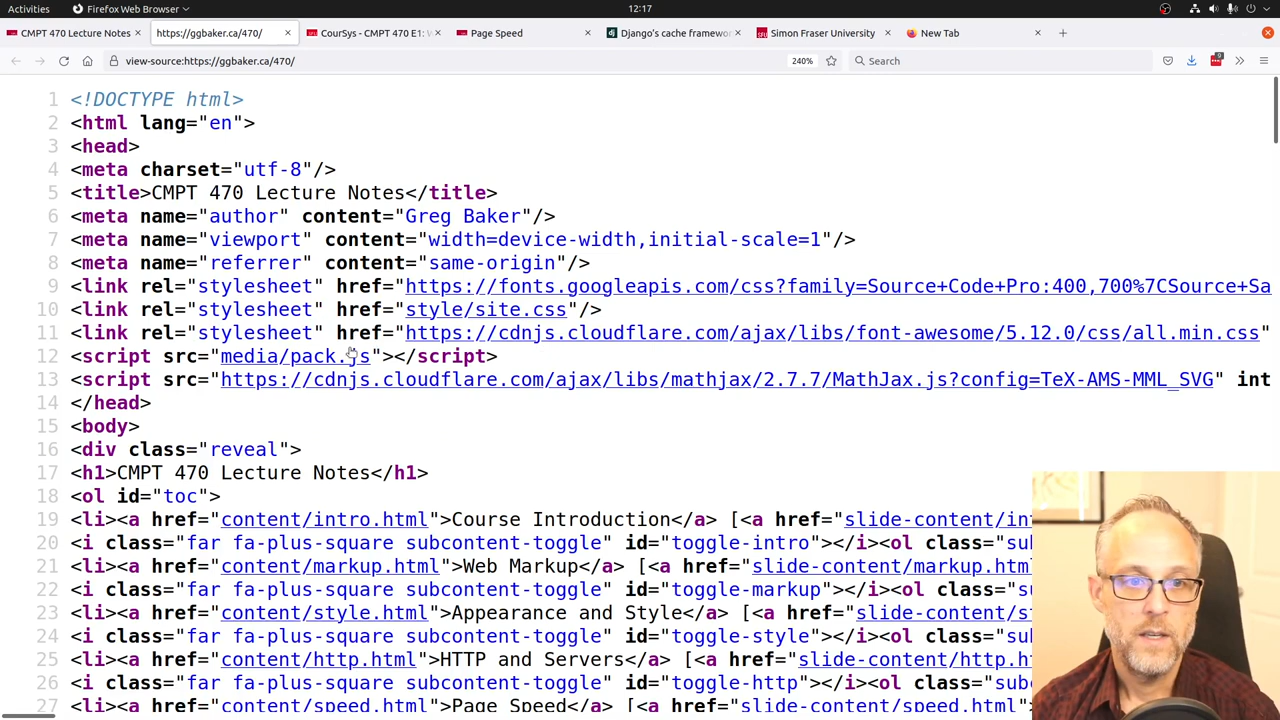 Activities Firefox Web Browser 12:17
CMPT 470 Lecture Notes https://ggbaker.ca/470/ CourSys - CMPT 470 E1: Page Speed Django's cache framewor Simon Fraser University New Tab
view-source:https://ggbaker.ca/470/ 240% Search
1 <!DOCTYPE html>
2 <html lang="en">
3 <head>
4 <meta charset="utf-8"/>
5 <title>CMPT 470 Lecture Notes</title>
6 <meta name="author" content="Greg Baker"/>
7 <meta name="viewport" content="width=device-width,initial-scale=1"/>
8 <meta name="referrer" content="same-origin"/>
9 <link rel="stylesheet" href="https://fonts.googleapis.com/css?family=Source+Code+Pro:400,700%7CSource+Sa
10 <link rel="stylesheet" href="style/site.css"/>
11 <link rel="stylesheet" href="https://cdnjs.cloudflare.com/ajax/libs/font-awesome/5.12.0/css/all.min.css"
12 <script src="media/pack.js"></script>
13 <script src="https://cdnjs.cloudflare.com/ajax/libs/mathjax/2.7.7/MathJax.js?config=TeX-AMS-MML_SVG" int
14 </head>
15 <body>
16 <div class="reveal">
17 <h1>CMPT 470 Lecture Notes</h1>
18 <ol id="toc">
19 <li><a href="content/intro.html">Course Introduction</a> [<a href="slide-content/in
20 <i class="far fa-plus-square subcontent-toggle" id="toggle-intro"></i><ol class="su
21 <li><a href="content/markup.html">Web Markup</a> [<a href="slide-content/markup.htm
22 <i class="far fa-plus-square subcontent-toggle" id="toggle-markup"></i><ol class="s
23 <li><a href="content/style.html">Appearance and Style</a> [<a href="slide-content/s
24 <i class="far fa-plus-square subcontent-toggle" id="toggle-style"></i><ol class="su
25 <li><a href="content/http.html">HTTP and Servers</a> [<a href="slide-content/http.h
26 <i class="far fa-plus-square subcontent-toggle" id="toggle-http"></i><ol class="sub
27 <li><a href="content/speed.html">Page Speed</a> [<a href="slide-content/speed.html"